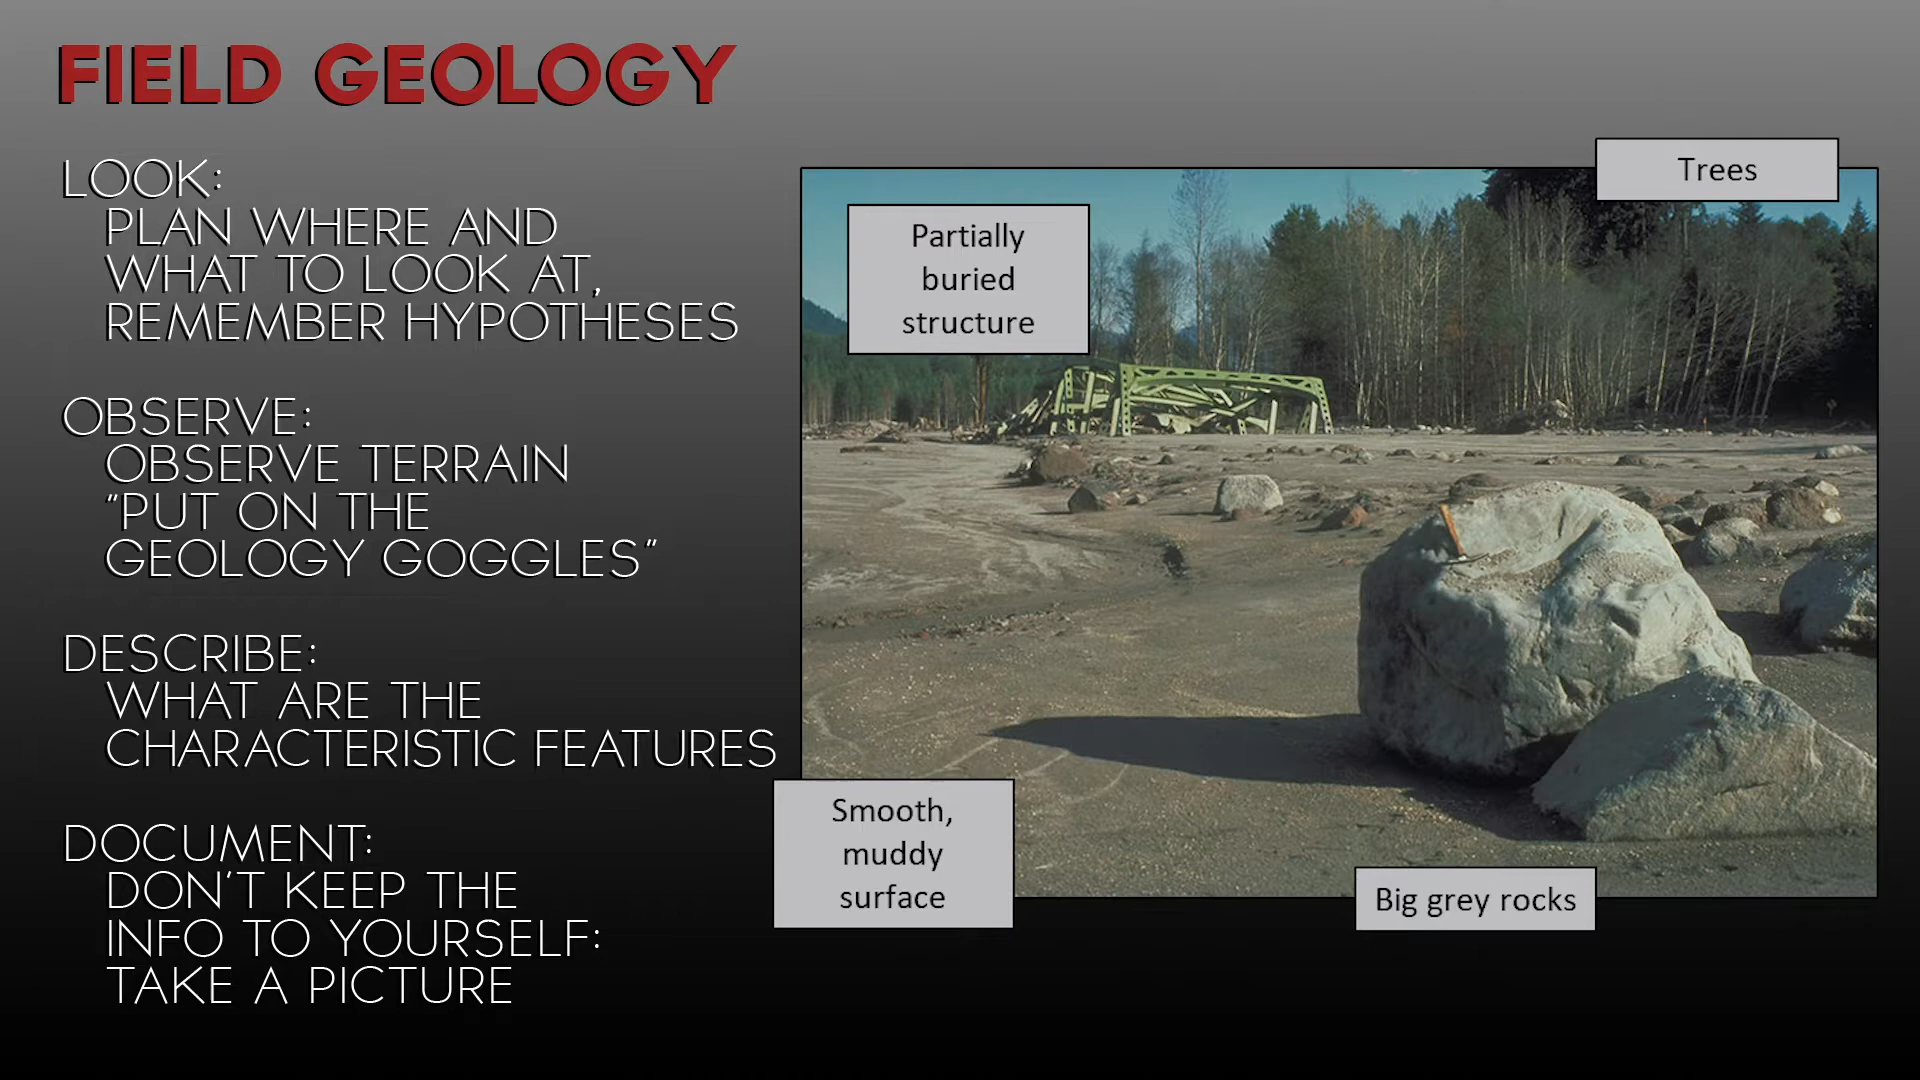 FIELD GEOLOGY
LOOK:
PLAN WHERE AND
WHAT TO LOOK AT,
REMEMBER HYPOTHESES
OBSERVE:
OBSERVE TERRAIN
"PUT ON THE
GEOLOGY GOGGLES"
DESCRIBE:
WHAT ARE THE
CHARACTERISTIC FEATURES
DOCUMENT:
DON'T KEEP THE
INFO TO YOURSELF:
TAKE A PICTURE
Trees
Partially
buried
structure
Smooth,
muddy
surface
Big grey rocks